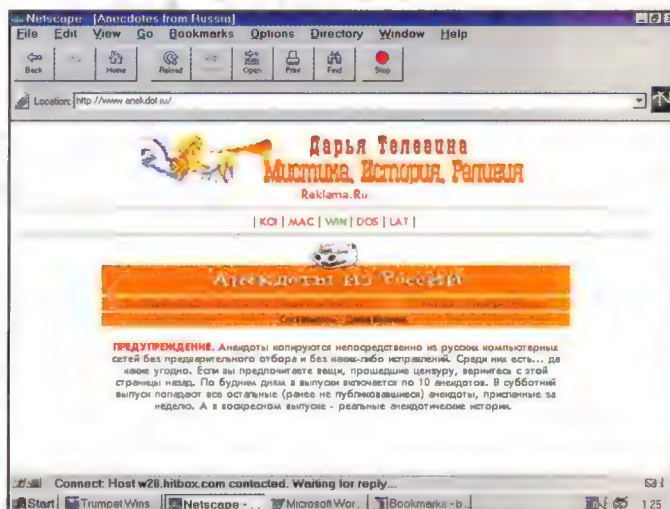 Netscape - [Anecdotes from Russia]
File Edit View Go Bookmarks Options Directory Window Help
Back Home Reload Open Print Find Stop
Location: http://www.anekdot.ru/
Дарья Телегина
Мистика, История, Религия
Reklama.Ru
| KOI | MAC | WIN | DOS | LAT |
Анекдоты из России
ПРЕДУПРЕЖДЕНИЕ. Анекдоты копируются непосредственно из русских компьютерных
сетей без предварительного отбора и без каких-либо исправлений. Среди них есть... да
какие угодно. Если вы предпочитаете вещи, прошедшие цензуру, вернитесь с этой
страницы назад. По будним дням в выпуски включается по 10 анекдотов. В субботний
выпуск попадают все остальные (ранее не публиковавшиеся) анекдоты, присланные за
неделю. А в воскресном выпуске - реальные анекдотические истории.
Connect: Host w28.hitbox.com contacted. Waiting for reply...
Start Trumpet Wins Netscape - .. Microsoft Wor.. Bookmarks - b.. 1:25